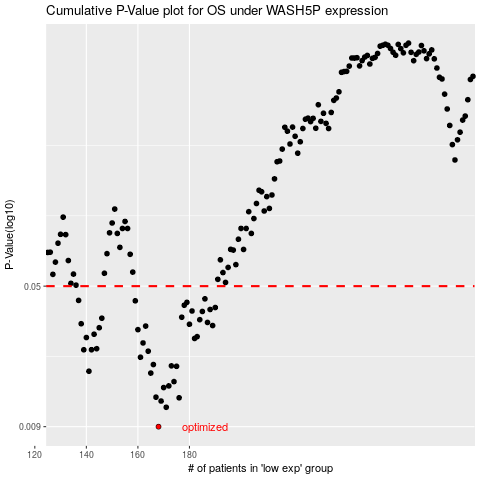 Cumulative P-Value plot for OS under WASH5P expression
P-Value(log10)
0.05
0.009
optimized
120 140 160 180
# of patients in 'low exp' group